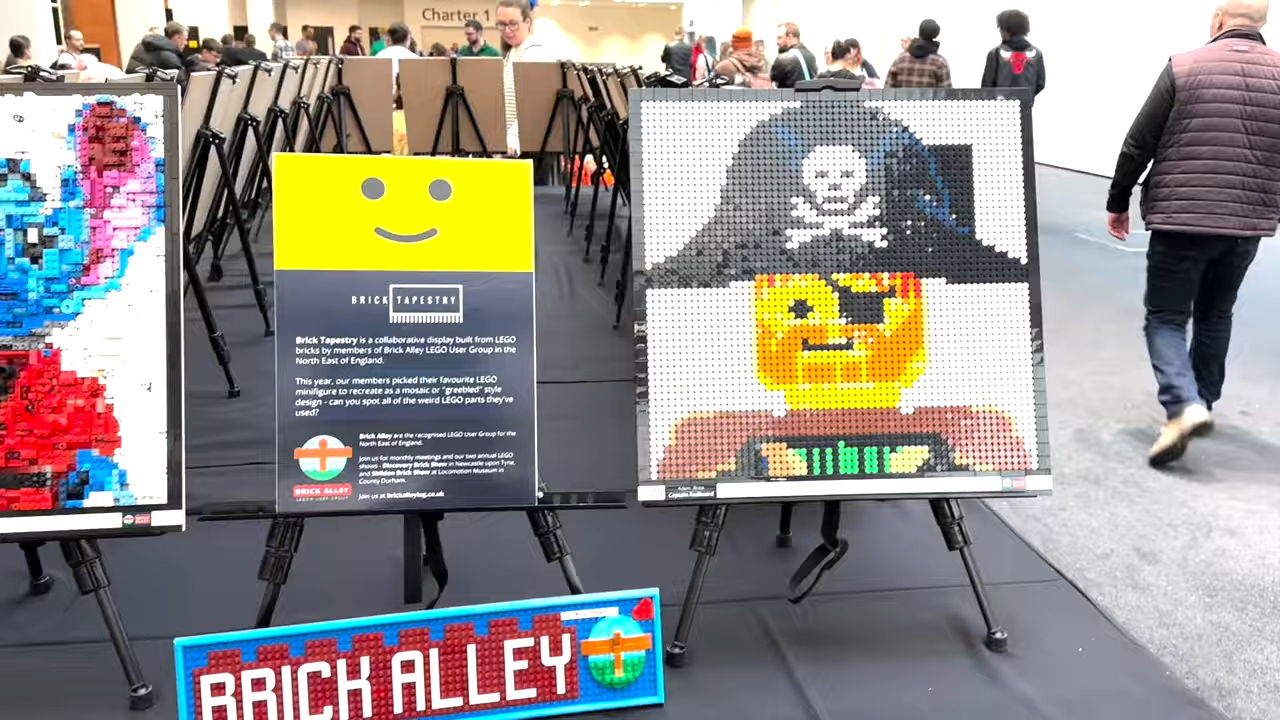 Charter 1
BRICK TAPESTRY
Brick Tapestry is a collaborative display built from LEGO
bricks by members of Brick Alley LEGO User Group in the
North East of England.
This year, our members picked their favourite LEGO
minifigure to recreate as a mosaic or "greebled" style
design - can you spot all of the weird LEGO parts they've
used?
Brick Alley are the recognised LEGO User Group for the
North East of England.
Join us for monthly meetings and our two annual LEGO
shows - Discovery Brick Show in Newcastle upon Tyne,
and Shildon Brick Show at Locomotion Museum in
County Durham.
Join us at brickalleylug.co.uk
BRICK ALLEY
LEGO® USER GROUP
Captain Redbeard
BRICK ALLEY